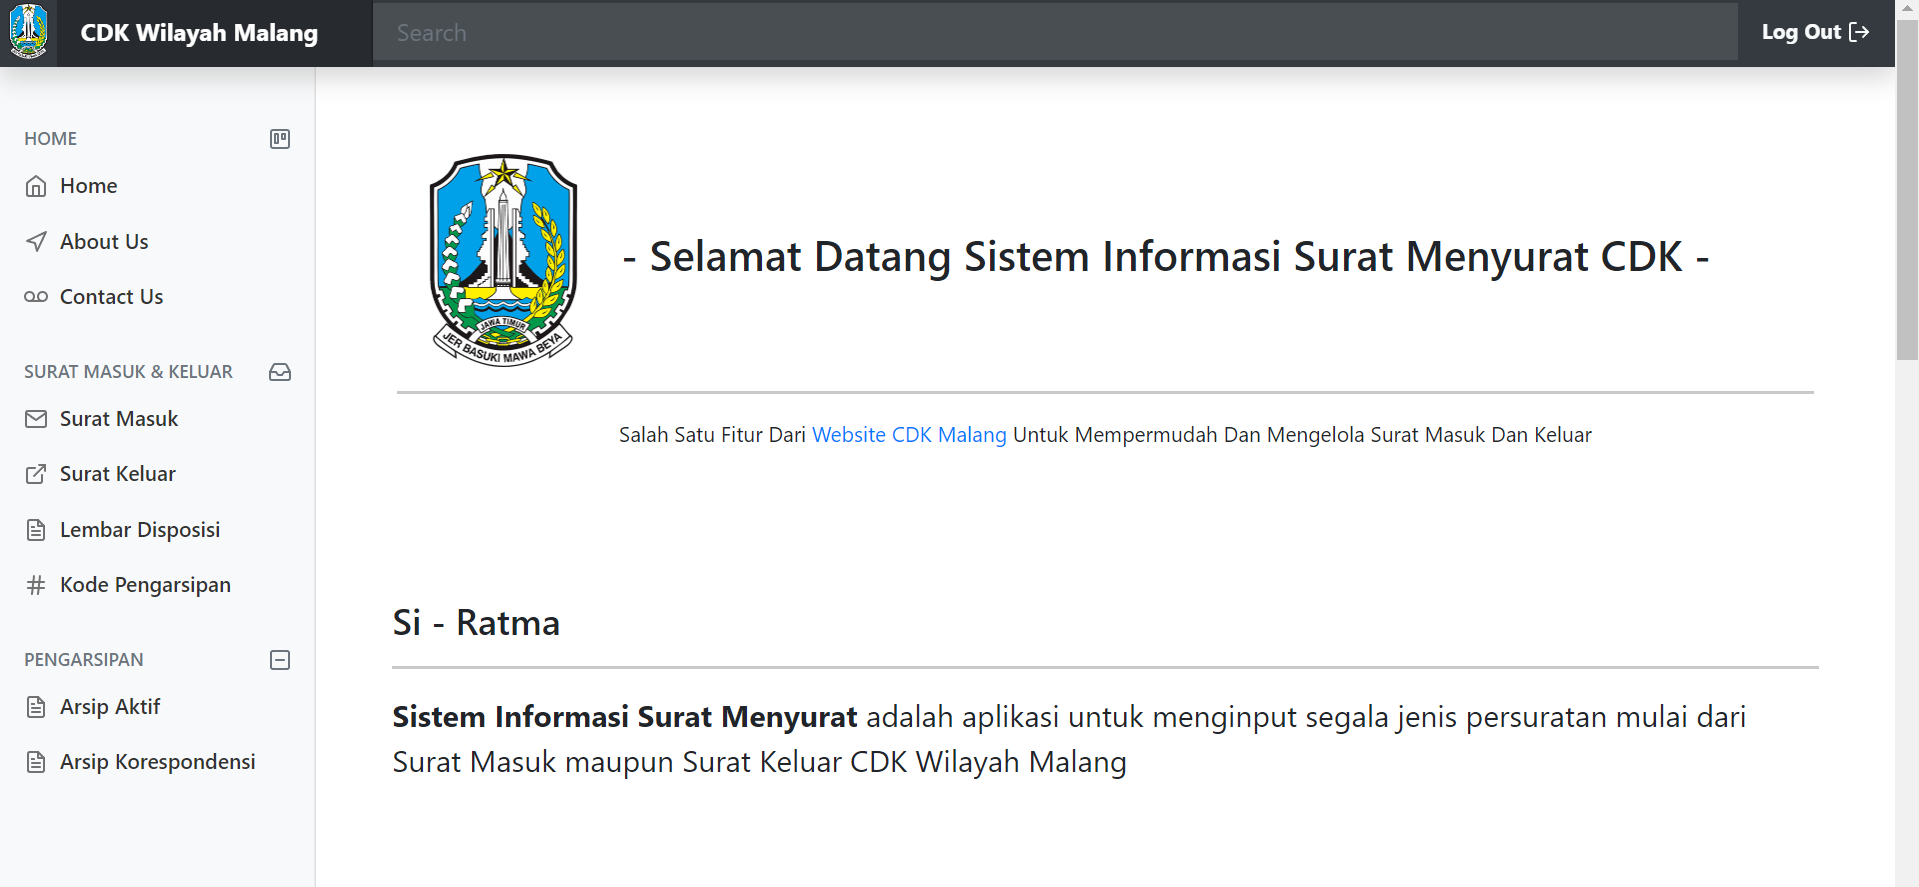 CDK Wilayah Malang
Search
Log Out
HOME
Home
About Us
Contact Us
SURAT MASUK & KELUAR
Surat Masuk
Surat Keluar
Lembar Disposisi
Kode Pengarsipan
PENGARSIPAN
Arsip Aktif
Arsip Korespondensi
JAWA TIMUR
JER BASUKI MAWA BEYA
- Selamat Datang Sistem Informasi Surat Menyurat CDK -
Salah Satu Fitur Dari Website CDK Malang Untuk Mempermudah Dan Mengelola Surat Masuk Dan Keluar
Si - Ratma
Sistem Informasi Surat Menyurat adalah aplikasi untuk menginput segala jenis persuratan mulai dari
Surat Masuk maupun Surat Keluar CDK Wilayah Malang